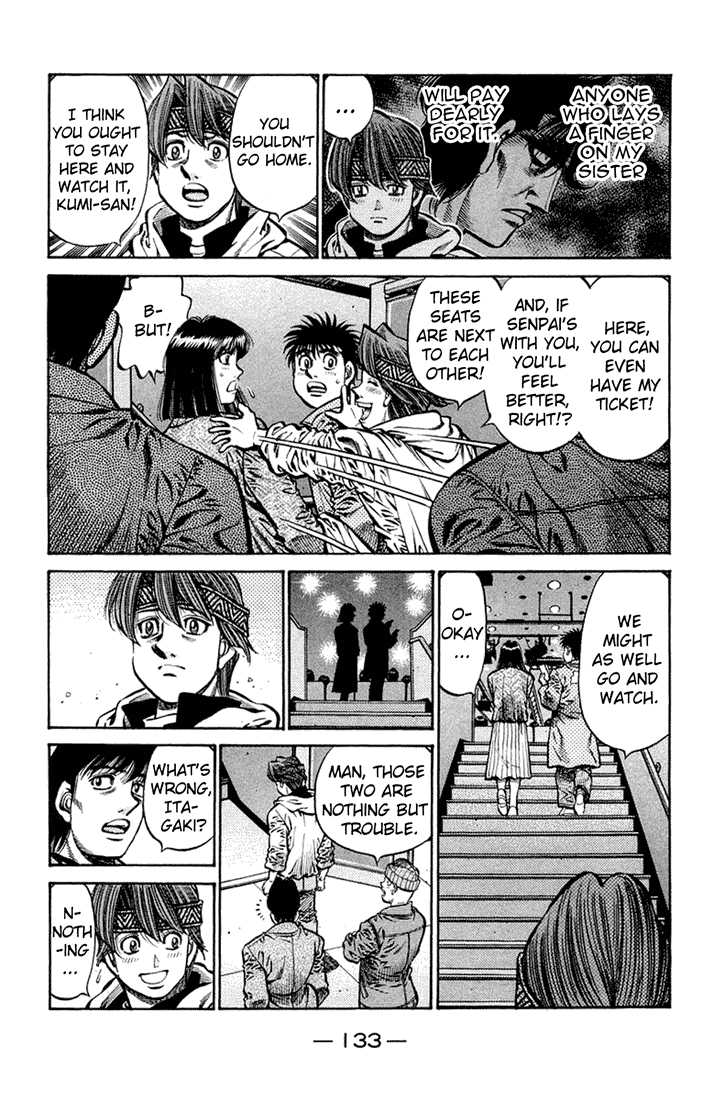 ANYONE
WHO LAYS
A FINGER
ON MY
SISTER
WILL PAY
DEARLY
FOR IT.
...
YOU
SHOULDN'T
GO HOME.
I THINK
YOU OUGHT
TO STAY
HERE AND
WATCH IT,
KUMI-SAN!
HERE,
YOU CAN
EVEN
HAVE MY
TICKET!
AND, IF
SENPAI'S
WITH YOU,
YOU'LL
FEEL
BETTER,
RIGHT!?
THESE
SEATS
ARE NEXT
TO EACH
OTHER!
B-
BUT!
WE
MIGHT
AS WELL
GO AND
WATCH.
O-
OKAY
...
MAN, THOSE
TWO ARE
NOTHING BUT
TROUBLE.
WHAT'S
WRONG,
ITA-
GAKI?
N-
NOTH
-ING
...
— 133 —